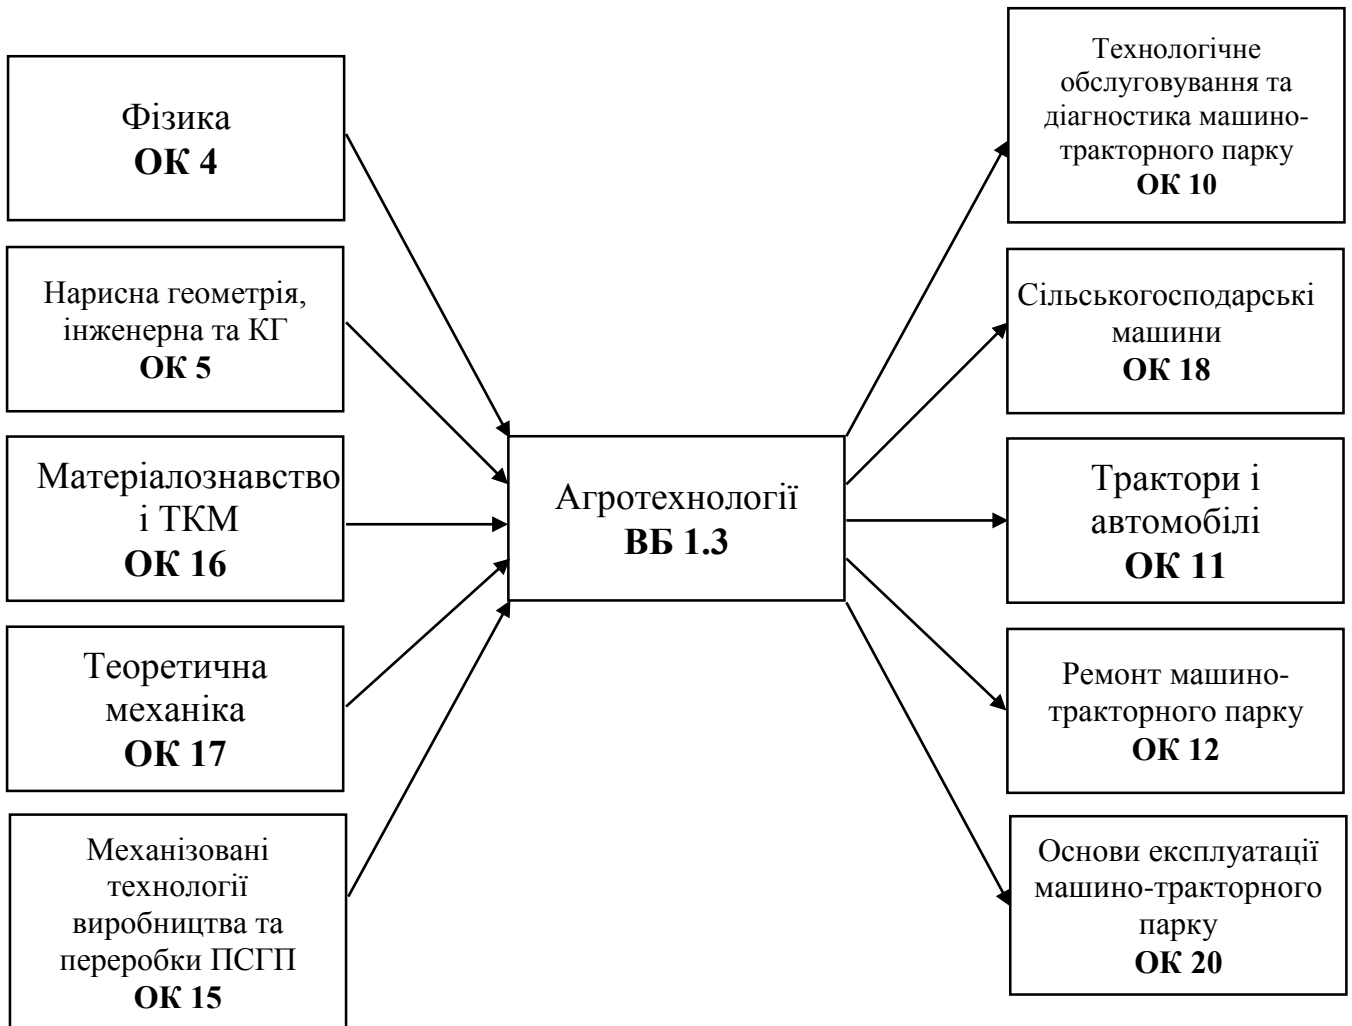 Фізика
ОК 4
Нарисна геометрія,
інженерна та КГ
ОК 5
Матеріалознавство
і ТКМ
ОК 16
Теоретична
механіка
ОК 17
Механізовані
технології
виробництва та
переробки ПСГП
ОК 15
Агротехнології
ВБ 1.3
Технологічне
обслуговування та
діагностика машино-
тракторного парку
ОК 10
Сільськогосподарські
машини
ОК 18
Трактори і
автомобілі
ОК 11
Ремонт машино-
тракторного парку
ОК 12
Основи експлуатації
машино-тракторного
парку
ОК 20